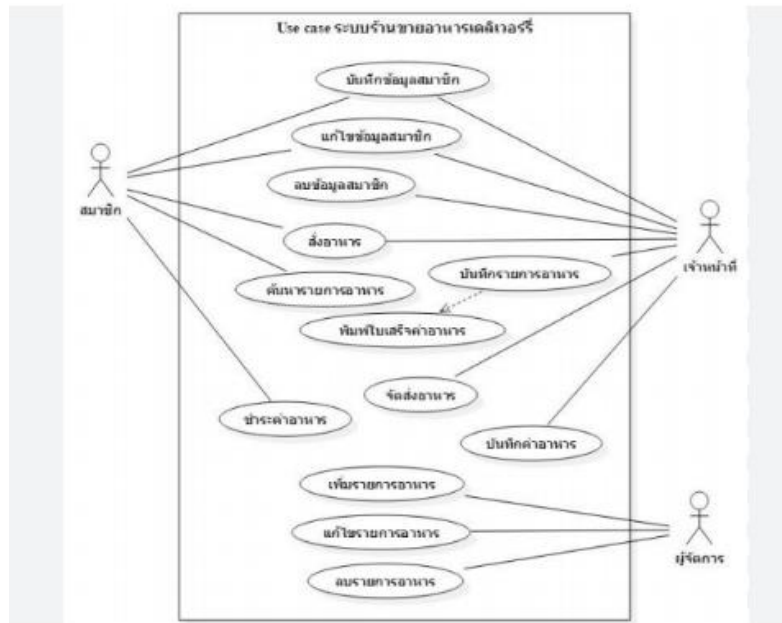 Use case ระบบร้านขายอาหารเดลิเวอร์รี่
บันทึกข้อมูลสมาชิก
แก้ไขข้อมูลสมาชิก
ลบข้อมูลสมาชิก
สมาชิก
สั่งอาหาร
บันทึกรายการอาหาร
เจ้าหน้าที่
ค้นหารายการอาหาร
พิมพ์ใบเสร็จค่าอาหาร
จัดส่งอาหาร
ชำระค่าอาหาร
บันทึกค่าอาหาร
เพิ่มรายการอาหาร
แก้ไขรายการอาหาร
ผู้จัดการ
ลบรายการอาหาร